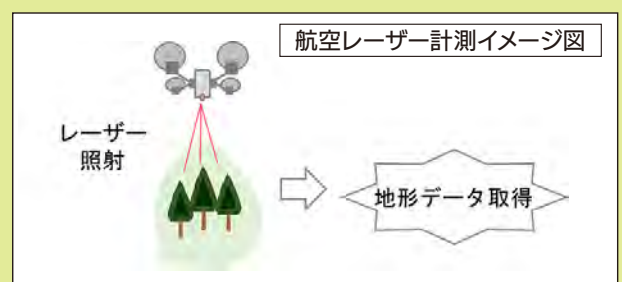 航空レーザー計測イメージ図
レーザー
照射
地形データ取得